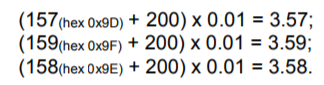 (157(hex 0x9D) + 200) x 0.01 = 3.57;
(159(hex 0x9F) + 200) x 0.01 = 3.59;
(158(hex 0x9E) + 200) x 0.01 = 3.58.